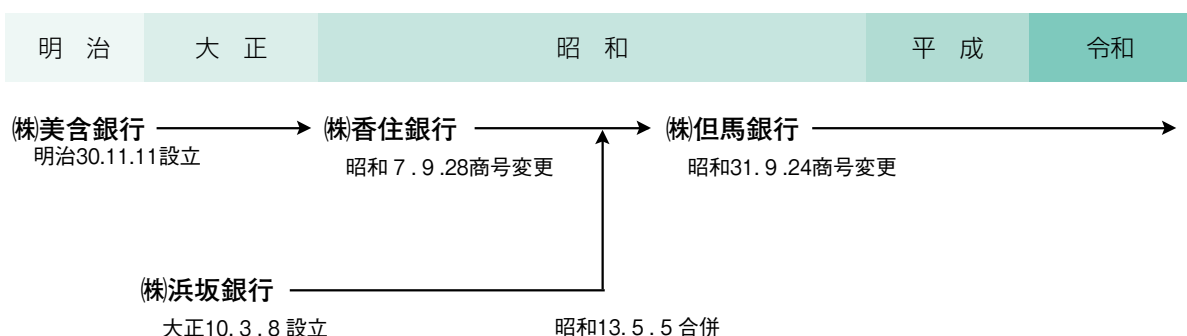 明 治 大 正 昭 和 平 成 令和
㈱美含銀行 ㈱香住銀行 ㈱但馬銀行
明治30.11.11設立 昭和7.9.28商号変更 昭和31.9.24商号変更
㈱浜坂銀行
大正10.3.8設立 昭和13.5.5合併